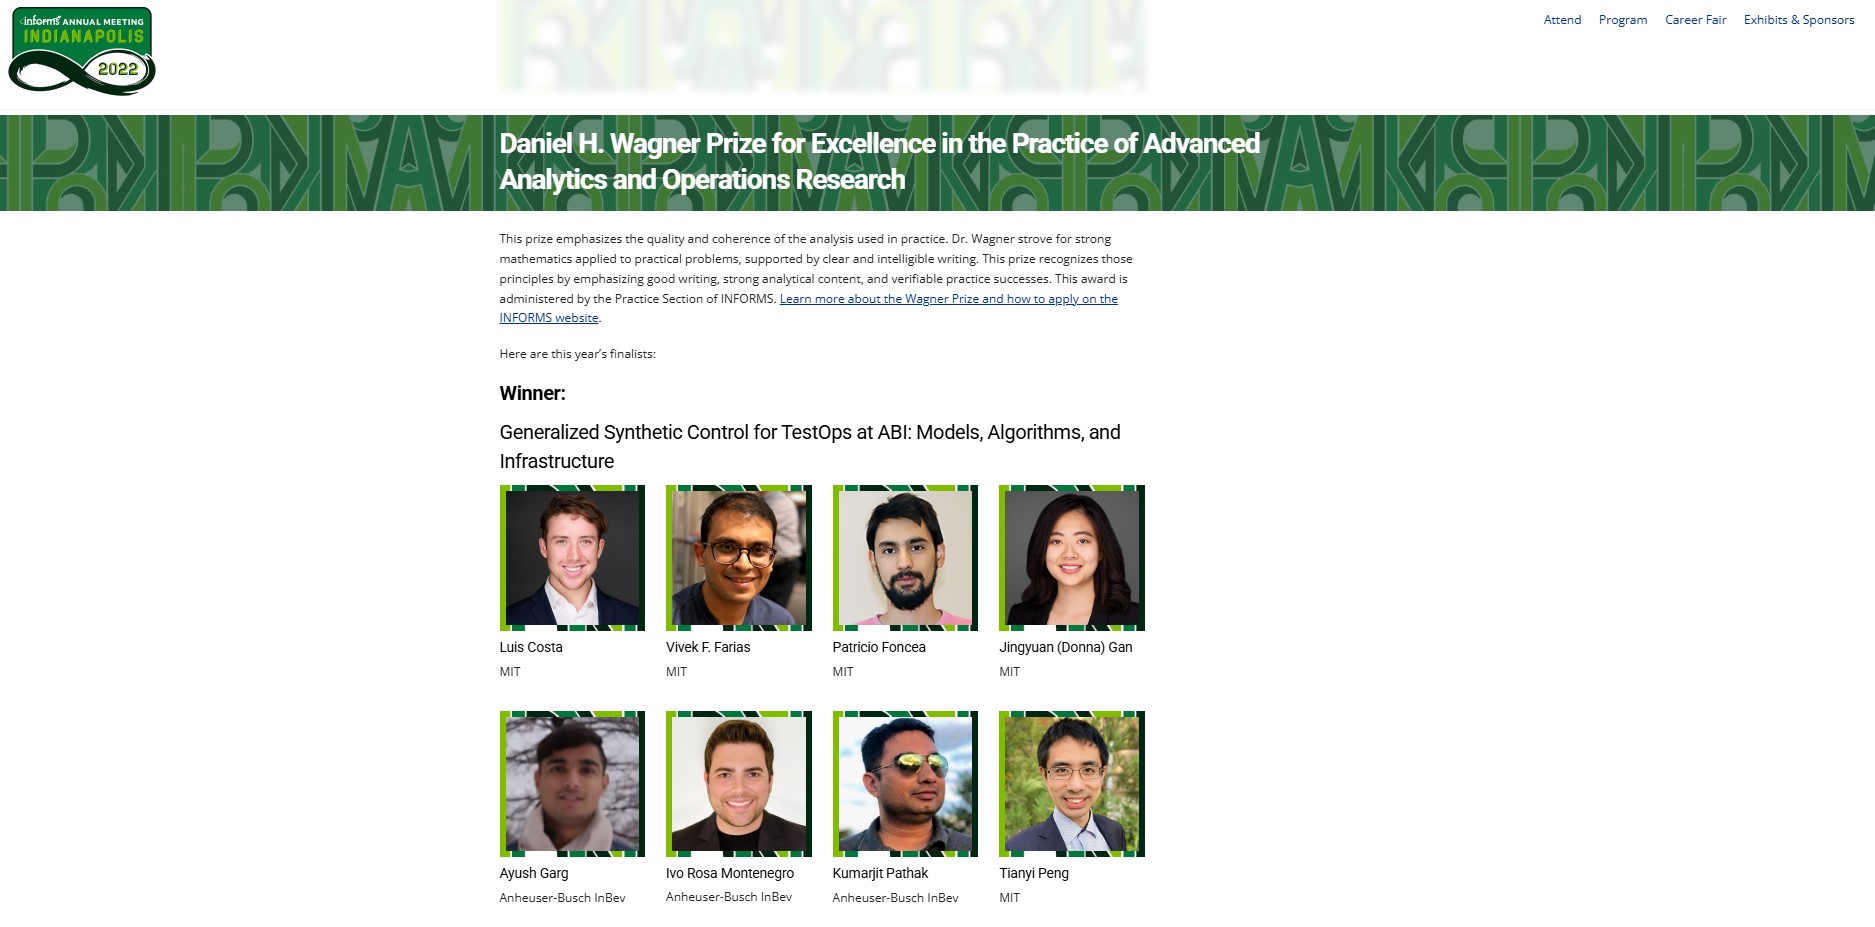 informs ANNUAL MEETING
INDIANAPOLIS
2022
Attend Program Career Fair Exhibits & Sponsors
Daniel H. Wagner Prize for Excellence in the Practice of Advanced
Analytics and Operations Research
This prize emphasizes the quality and coherence of the analysis used in practice. Dr. Wagner strove for strong
mathematics applied to practical problems, supported by clear and intelligible writing. This prize recognizes those
principles by emphasizing good writing, strong analytical content, and verifiable practice successes. This award is
administered by the Practice Section of INFORMS. Learn more about the Wagner Prize and how to apply on the
INFORMS website.
Here are this year’s finalists:
Winner:
Generalized Synthetic Control for TestOps at ABI: Models, Algorithms, and
Infrastructure
Luis Costa
MIT
Vivek F. Farias
MIT
Patricio Foncea
MIT
Jingyuan (Donna) Gan
MIT
Ayush Garg
Anheuser-Busch InBev
Ivo Rosa Montenegro
Anheuser-Busch InBev
Kumarjit Pathak
Anheuser-Busch InBev
Tianyi Peng
MIT